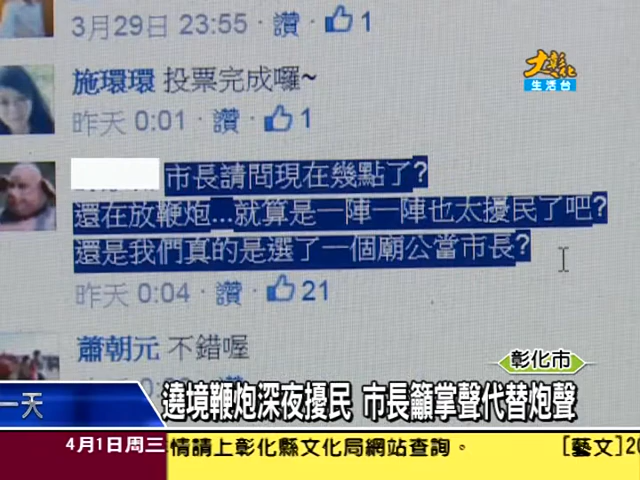 3月29日 23:55 · 讚 · 1
大彰化
生活台
施環環 投票完成囉~
昨天 0:01 · 讚 · 1
市長請問現在幾點了?
還在放鞭炮...就算是一陣一陣也太擾民了吧?
還是我們真的是選了一個廟公當市長?
昨天 0:04 · 讚 · 21
蕭朝元 不錯喔
彰化市
一天
遶境鞭炮深夜擾民 市長籲掌聲代替炮聲
4月1日周三
情請上彰化縣文化局網站查詢。
[藝文]20